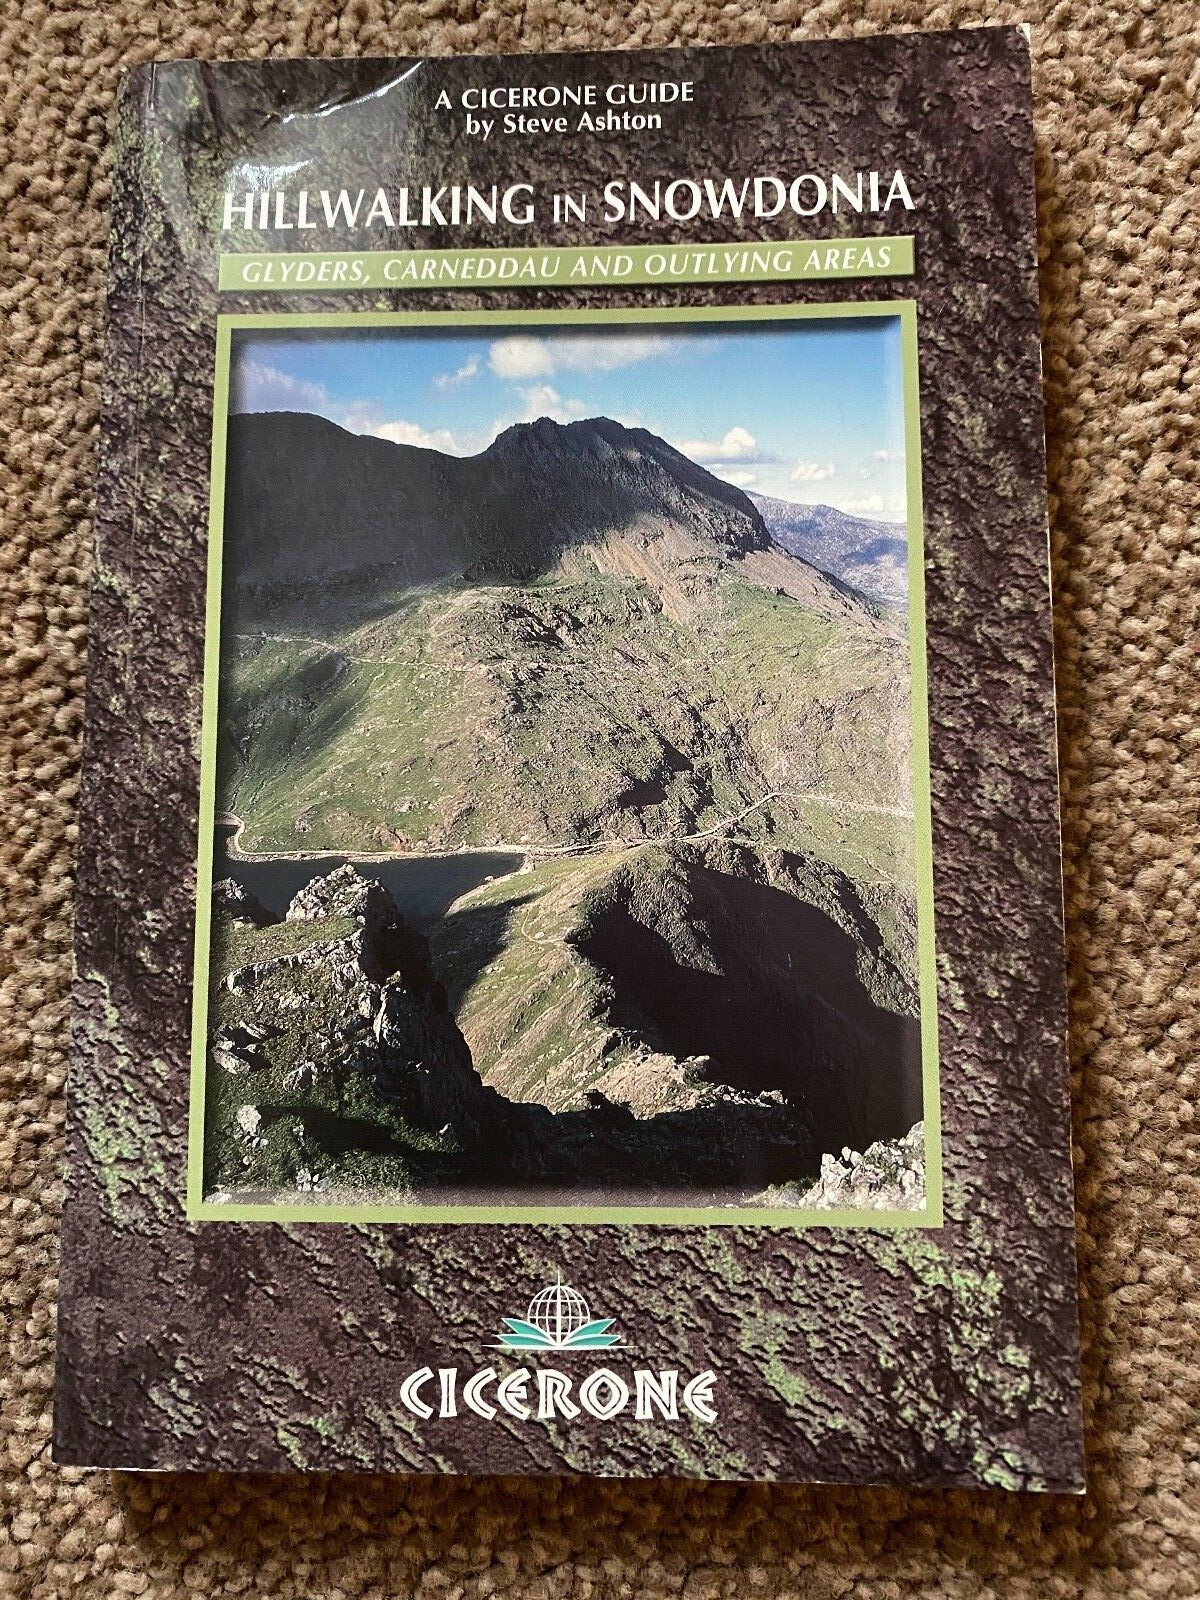 A CICERONE GUIDE
by Steve Ashton
HILLWALKING IN SNOWDONIA
GLYDERS, CARNEDDAU AND OUTLYING AREAS
CICERONE